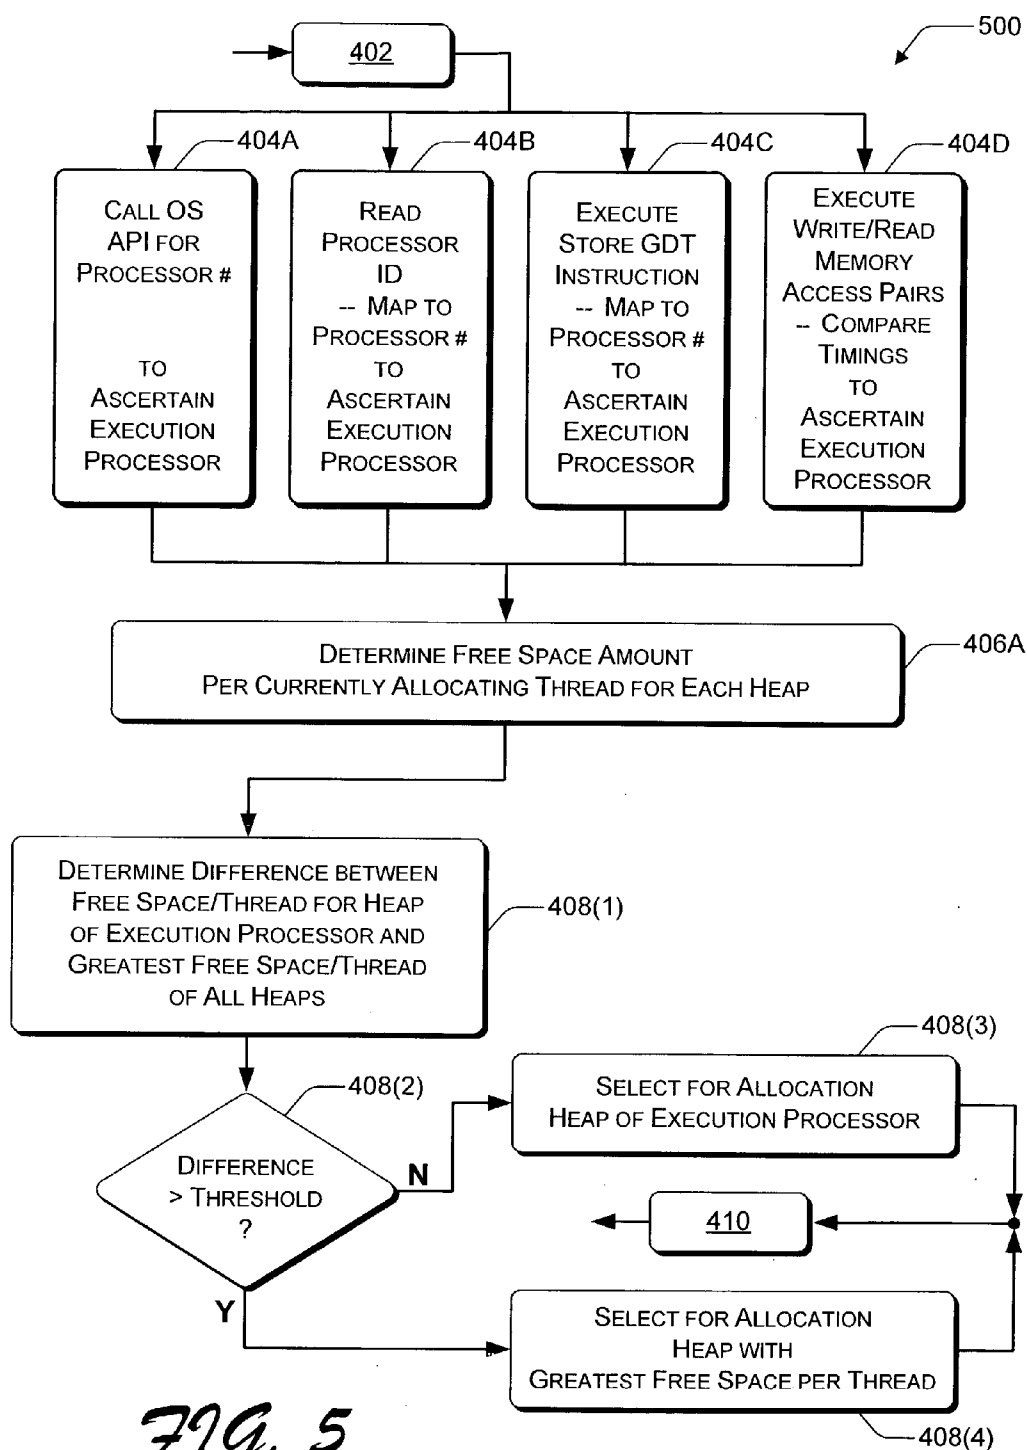 500
402
404A
404B
404C
404D
CALL OS
API FOR
PROCESSOR #
TO
ASCERTAIN
EXECUTION
PROCESSOR
READ
PROCESSOR
ID
-- MAP TO
PROCESSOR #
TO
ASCERTAIN
EXECUTION
PROCESSOR
EXECUTE
STORE GDT
INSTRUCTION
-- MAP TO
PROCESSOR #
TO
ASCERTAIN
EXECUTION
PROCESSOR
EXECUTE
WRITE/READ
MEMORY
ACCESS PAIRS
-- COMPARE
TIMINGS
TO
ASCERTAIN
EXECUTION
PROCESSOR
406A
DETERMINE FREE SPACE AMOUNT
PER CURRENTLY ALLOCATING THREAD FOR EACH HEAP
DETERMINE DIFFERENCE BETWEEN
FREE SPACE/THREAD FOR HEAP
OF EXECUTION PROCESSOR AND
GREATEST FREE SPACE/THREAD
OF ALL HEAPS
408(1)
408(2)
DIFFERENCE
> THRESHOLD
?
N
Y
408(3)
SELECT FOR ALLOCATION
HEAP OF EXECUTION PROCESSOR
410
SELECT FOR ALLOCATION
HEAP WITH
GREATEST FREE SPACE PER THREAD
408(4)
FIG. 5